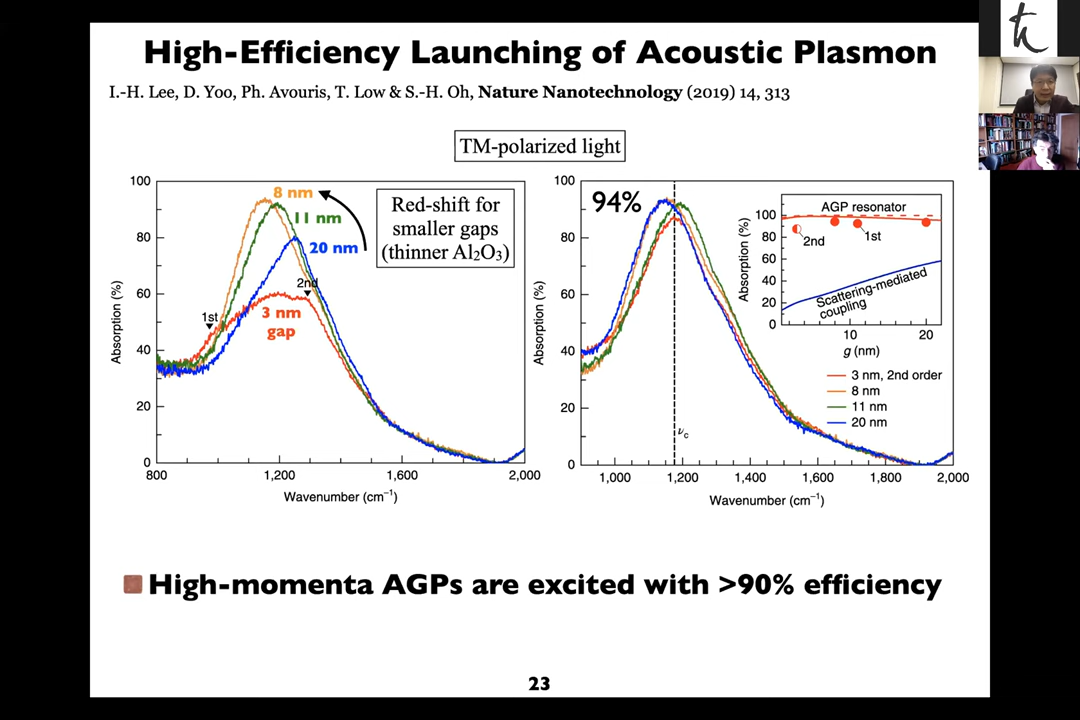 High-Efficiency Launching of Acoustic Plasmon
I.-H. Lee, D. Yoo, Ph. Avouris, T. Low & S.-H. Oh, Nature Nanotechnology (2019) 14, 313
TM-polarized light
100
80
60
40
20
0
Absorption (%)
8 nm
11 nm
20 nm
Red-shift for
smaller gaps
(thinner Al₂O₃)
1st
2nd
3 nm
gap
800
1,200
1,600
2,000
Wavenumber (cm⁻¹)
100
80
60
40
20
0
Absorption (%)
94%
νc
1,000
1,200
1,400
1,600
1,800
2,000
Wavenumber (cm⁻¹)
100
80
60
40
20
0
Absorption (%)
AGP resonator
2nd
1st
Scattering-mediated
coupling
10
20
g (nm)
3 nm, 2nd order
8 nm
11 nm
20 nm
High-momenta AGPs are excited with >90% efficiency
23